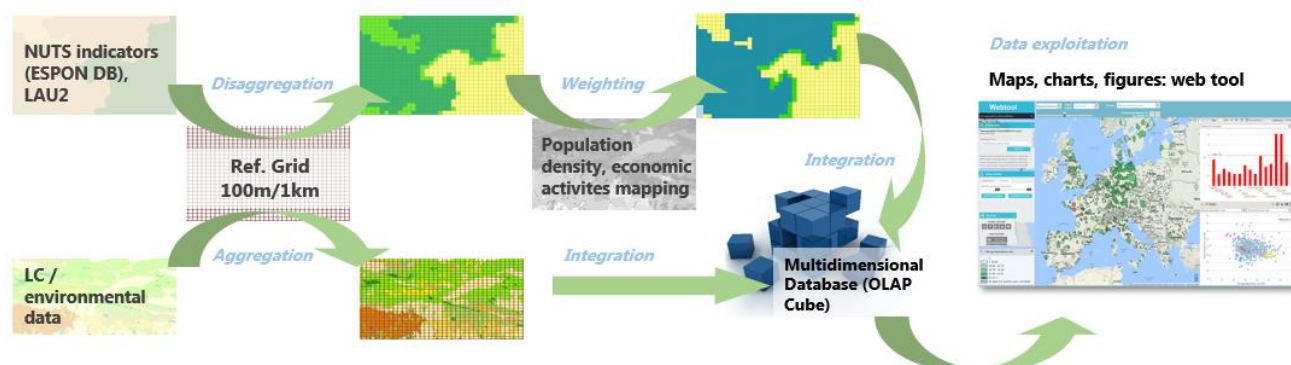 NUTS indicators
(ESPON DB),
LAU2
Disaggregation
Ref. Grid
100m/1km
Weighting
Population
density, economic
activites mapping
Integration
LC /
environmental
data
Aggregation
Integration
Multidimensional
Database (OLAP
Cube)
Data exploitation
Maps, charts, figures: web tool
Webtool